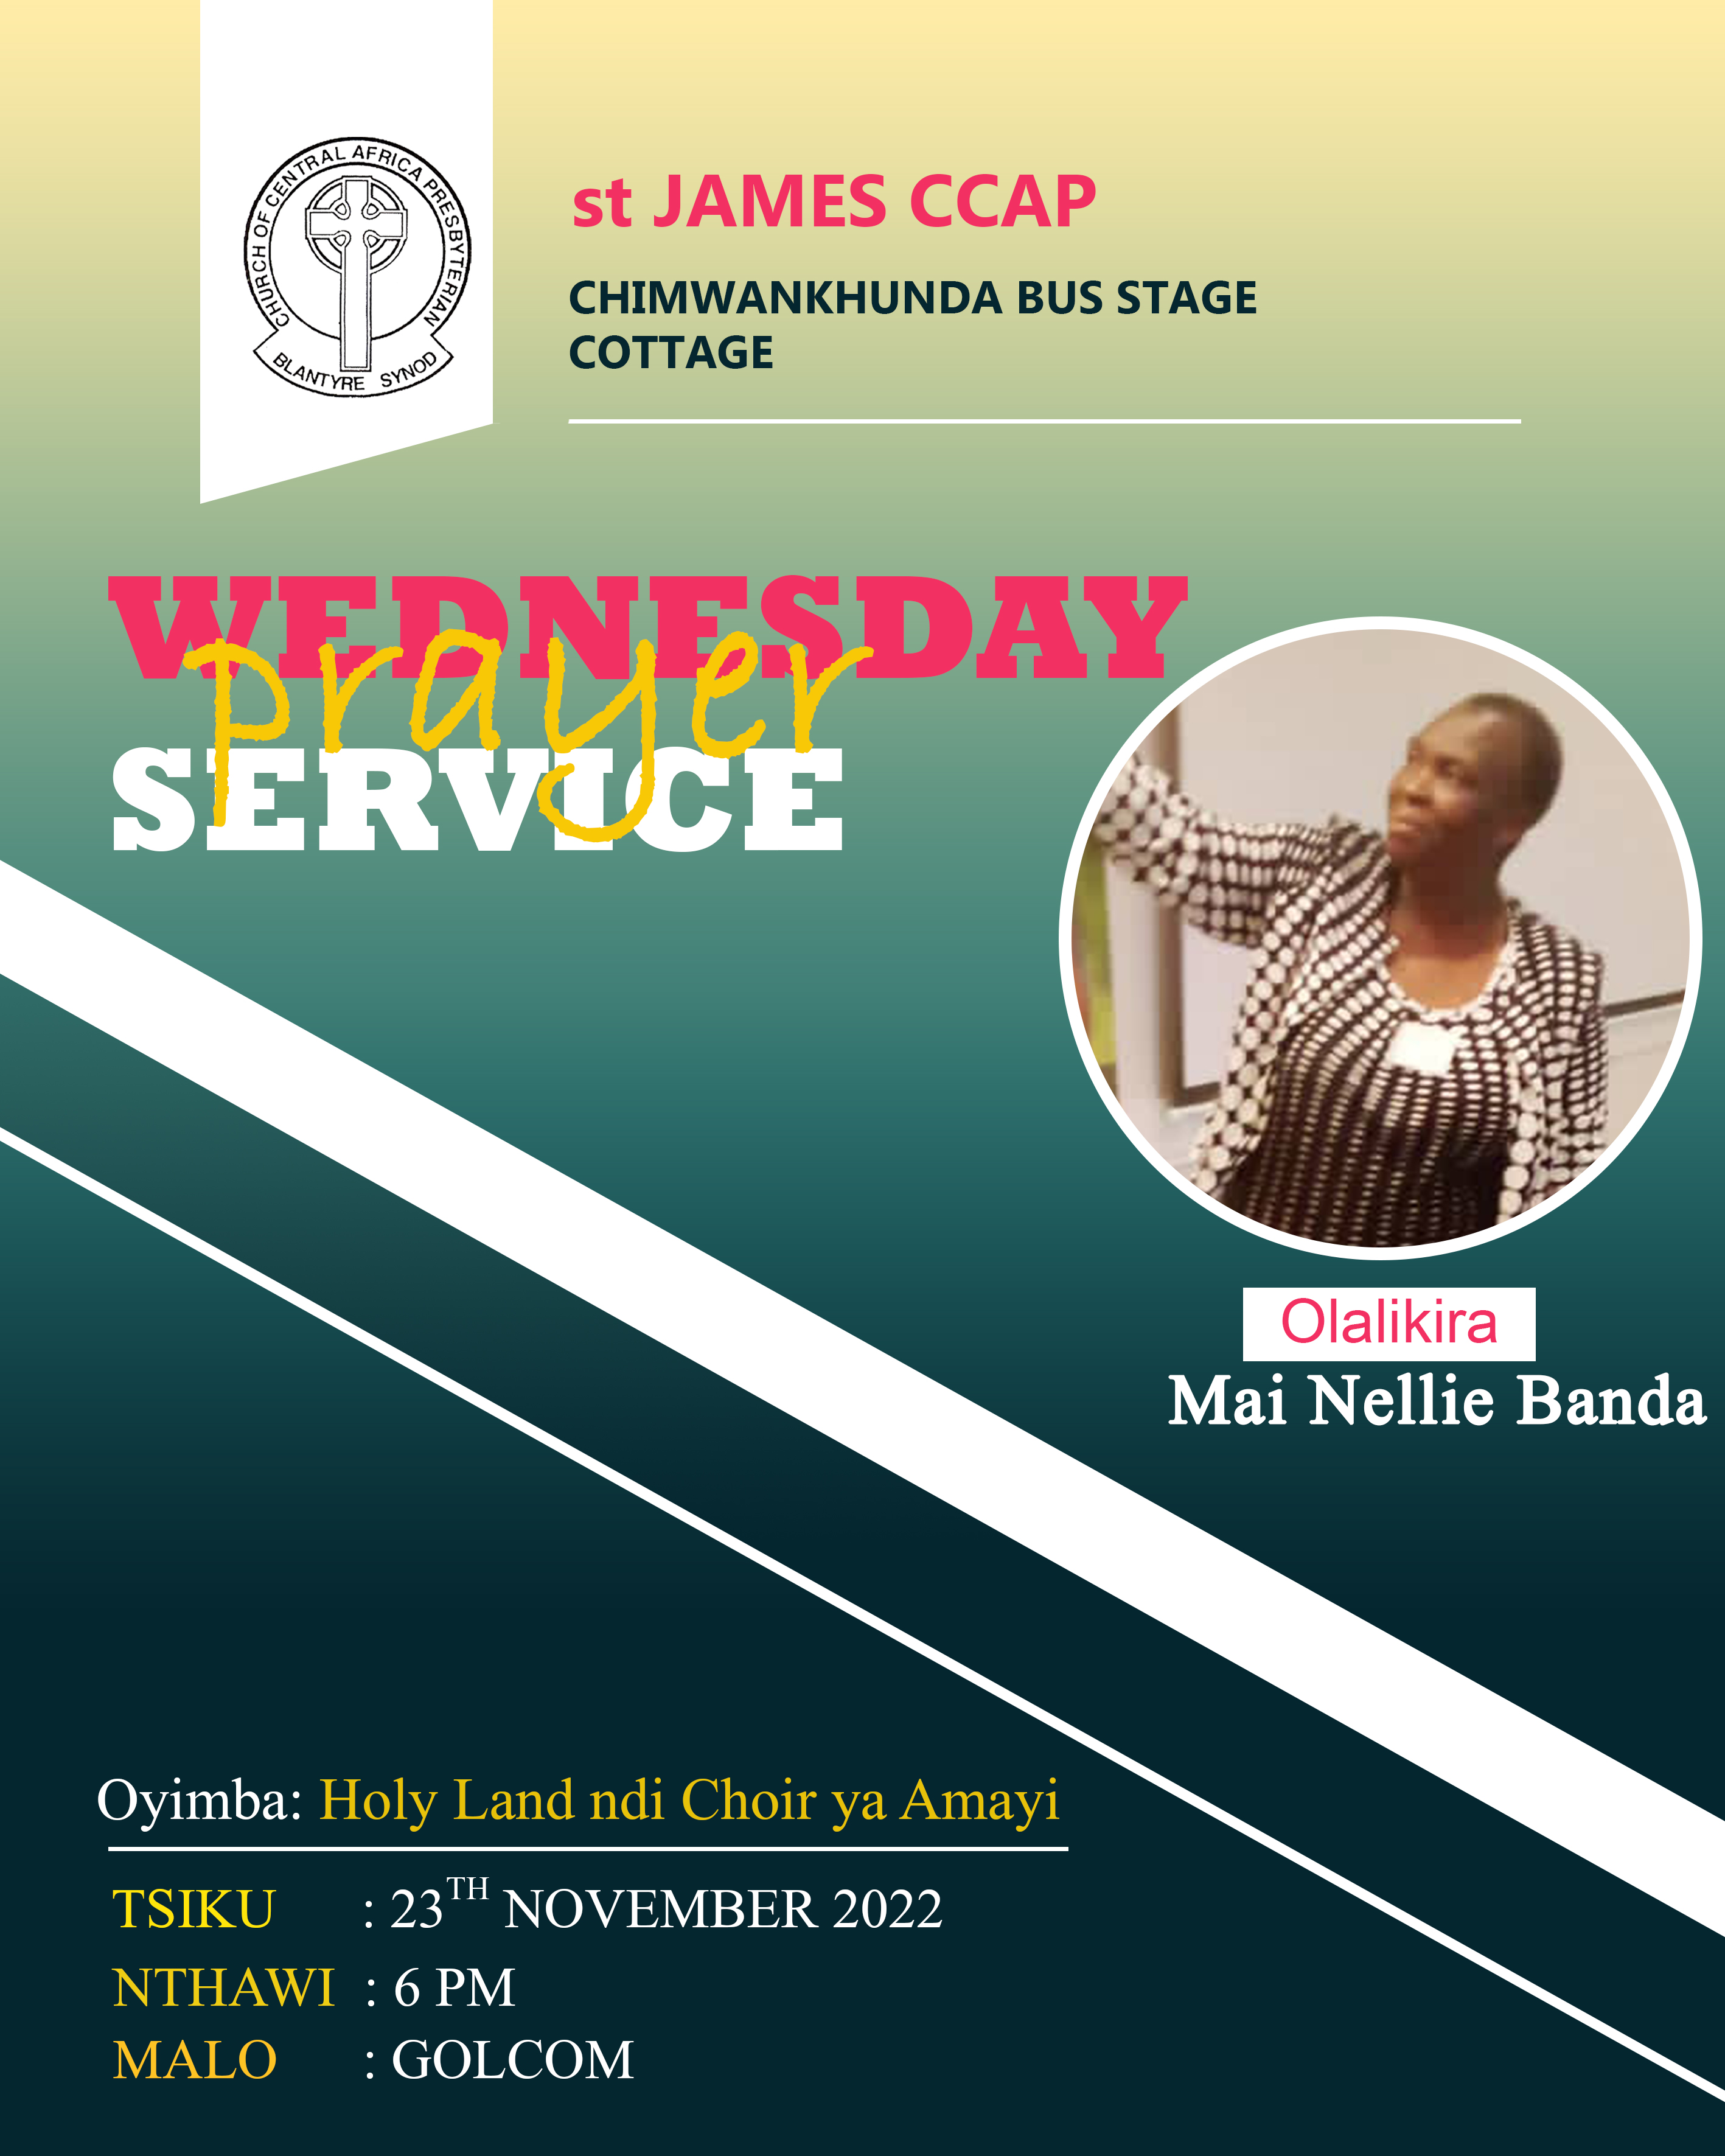 CHURCH OF CENTRAL AFRICA PRESBYTERIAN
BLANTYRE SYNOD
st JAMES CCAP
CHIMWANKHUNDA BUS STAGE
COTTAGE
WEDNESDAY
prayer
SERVICE
Olalikira
Mai Nellie Banda
Oyimba: Holy Land ndi Choir ya Amayi
TSIKU : 23TH NOVEMBER 2022
NTHAWI : 6 PM
MALO : GOLCOM